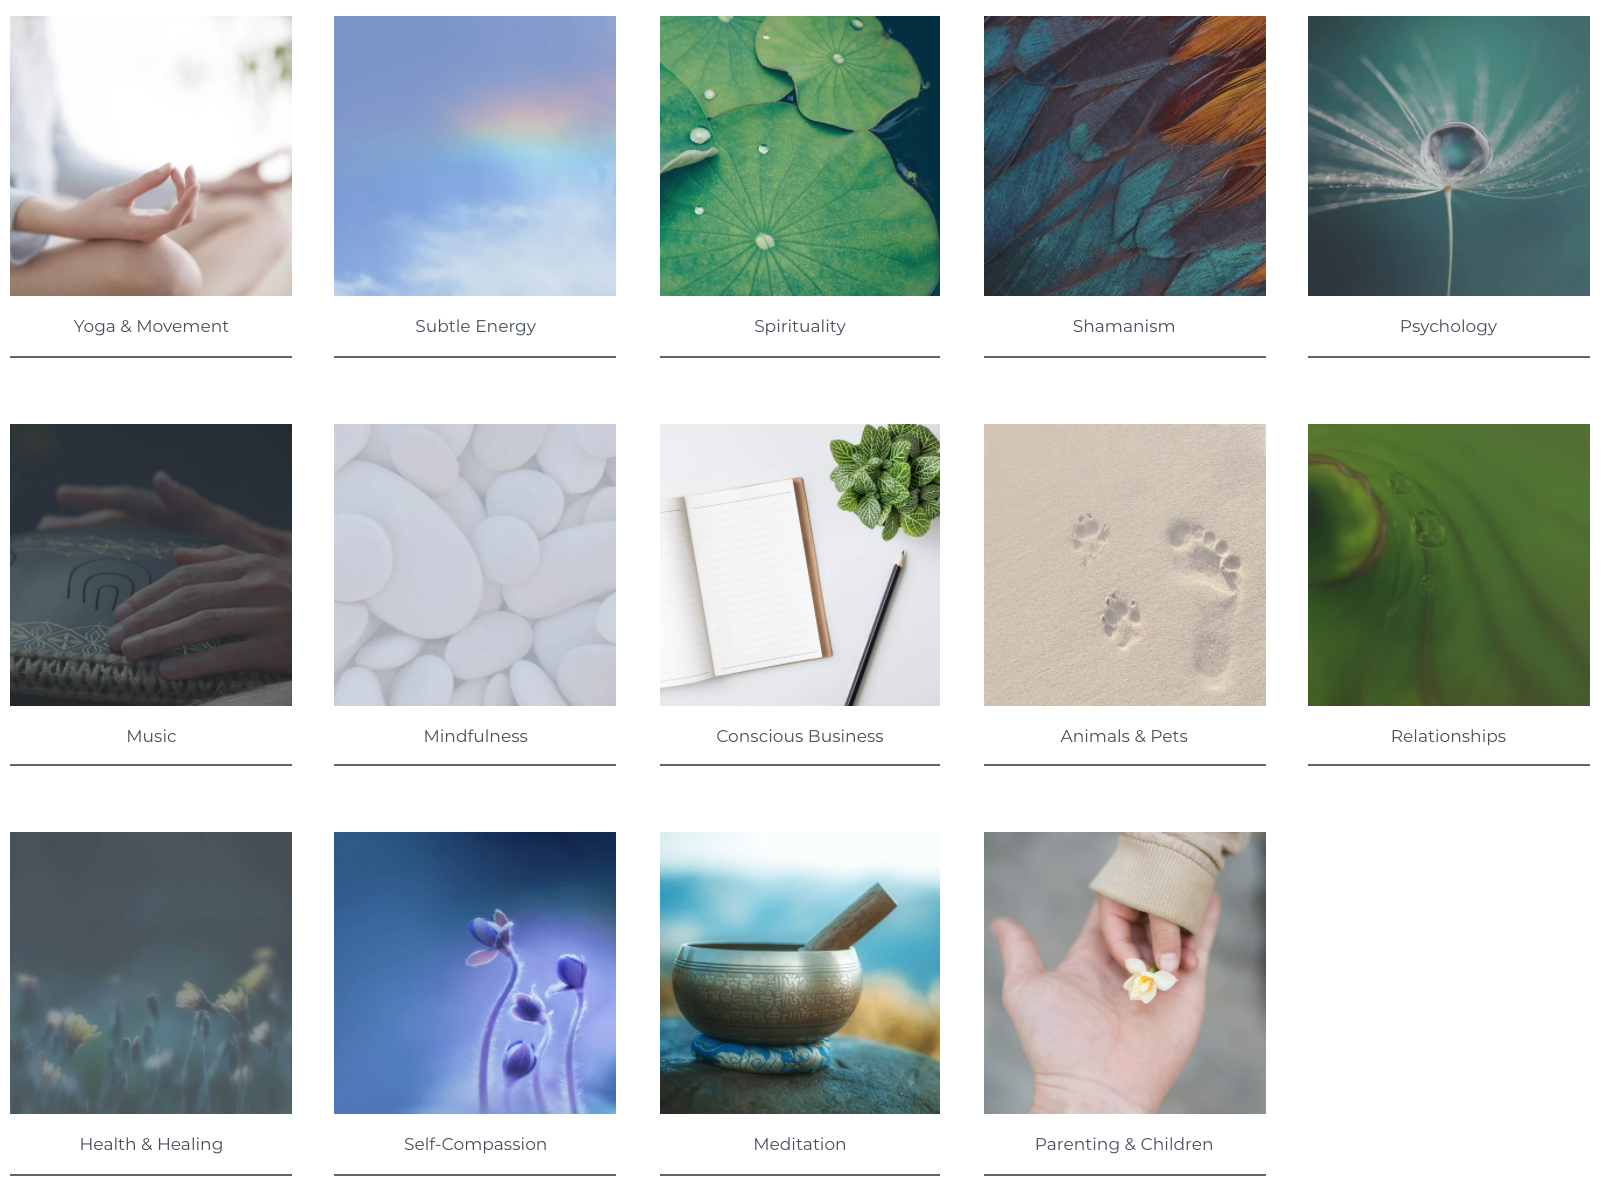 Yoga & Movement
Subtle Energy
Spirituality
Shamanism
Psychology
Music
Mindfulness
Conscious Business
Animals & Pets
Relationships
Health & Healing
Self-Compassion
Meditation
Parenting & Children